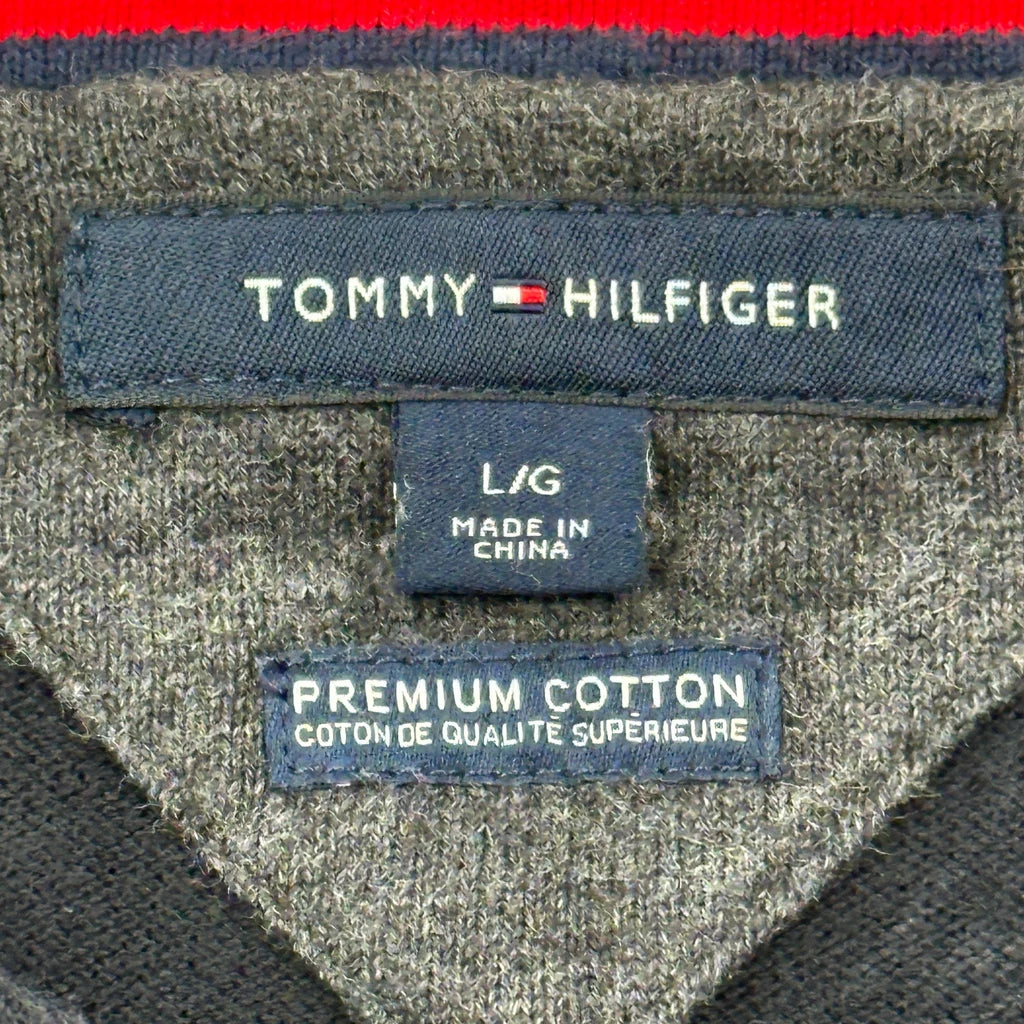 TOMMY HILFIGER
L/G
MADE IN
CHINA
PREMIUM COTTON
COTON DE QUALITÉ SUPÉRIEURE